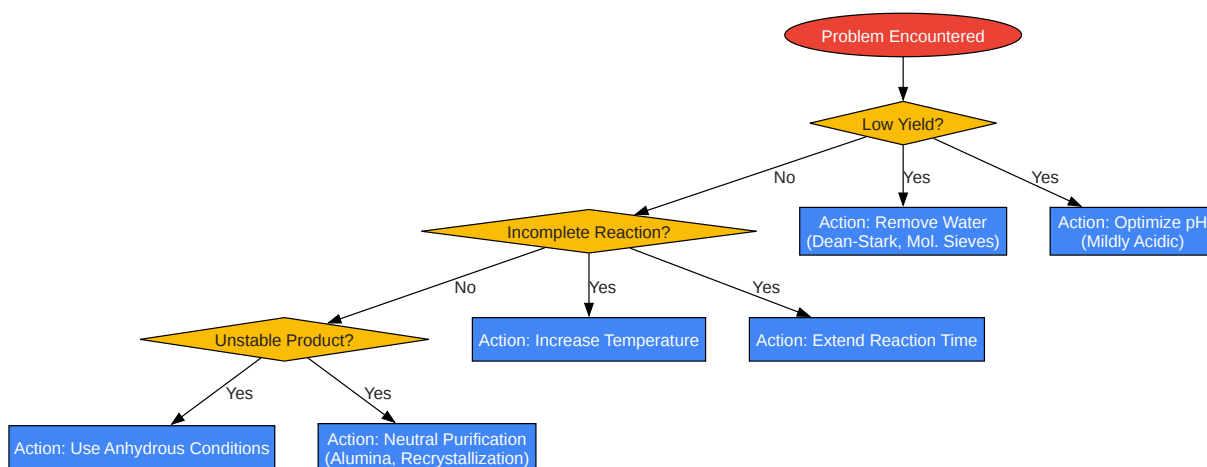 Problem Encountered
Low Yield?
No
Yes
Yes
Incomplete Reaction?
Action: Remove Water
(Dean-Stark, Mol. Sieves)
Action: Optimize pH
(Mildly Acidic)
No
Yes
Yes
Unstable Product?
Action: Increase Temperature
Action: Extend Reaction Time
Yes
Yes
Action: Use Anhydrous Conditions
Action: Neutral Purification
(Alumina, Recrystallization)